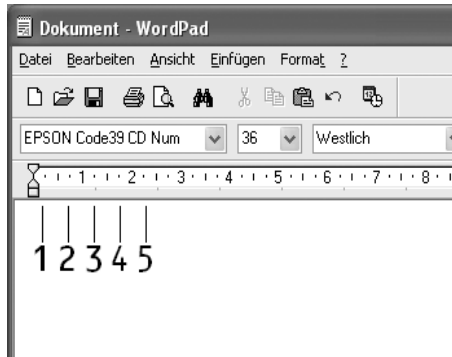 Dokument - WordPad
Datei Bearbeiten Ansicht Einfügen Format ?
EPSON Code39 CD Num 36 Westlich
1 2 3 4 5 6 7 8
1 2 3 4 5